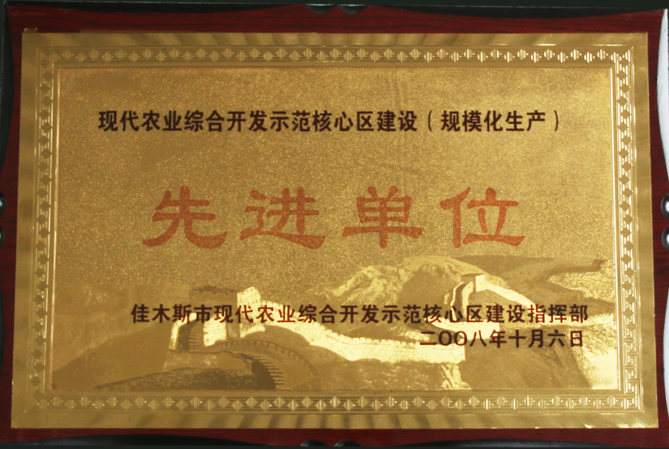 现代农业综合开发示范核心区建设（规模化生产）
先进单位
佳木斯市现代农业综合开发示范核心区建设指挥部
二〇〇八年十月六日